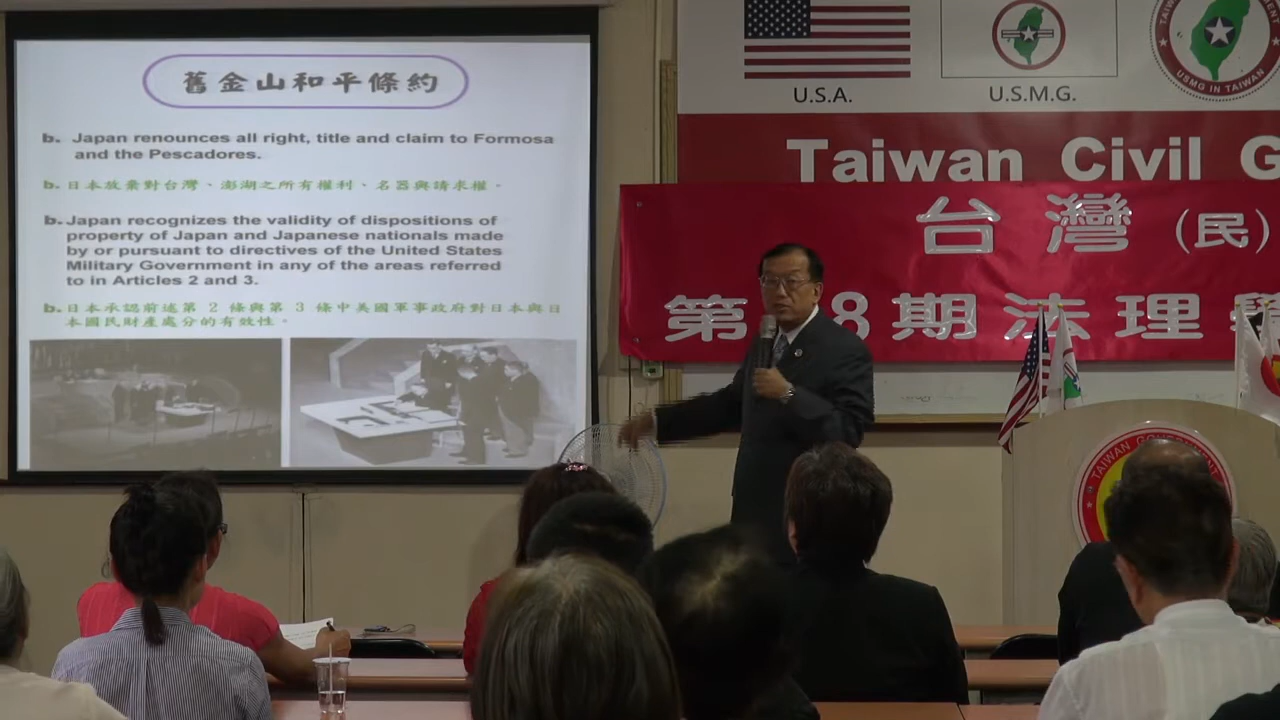 舊金山和平條約
b. Japan renounces all right, title and claim to Formosa
and the Pescadores.
b. 日本放棄對台灣、澎湖之所有權利、名器與請求權。
b. Japan recognizes the validity of dispositions of
property of Japan and Japanese nationals made
by or pursuant to directives of the United States
Military Government in any of the areas referred
to in Articles 2 and 3.
b. 日本承認前述第 2 條與第 3 條中美國軍事政府對日本與日
本國民財產處分的有效性。
U.S.A.
U.S.M.G.
USMG IN TAIWAN
Taiwan Civil G
台灣(民)
第 8期法理學
TAIWAN GOVERNMENT